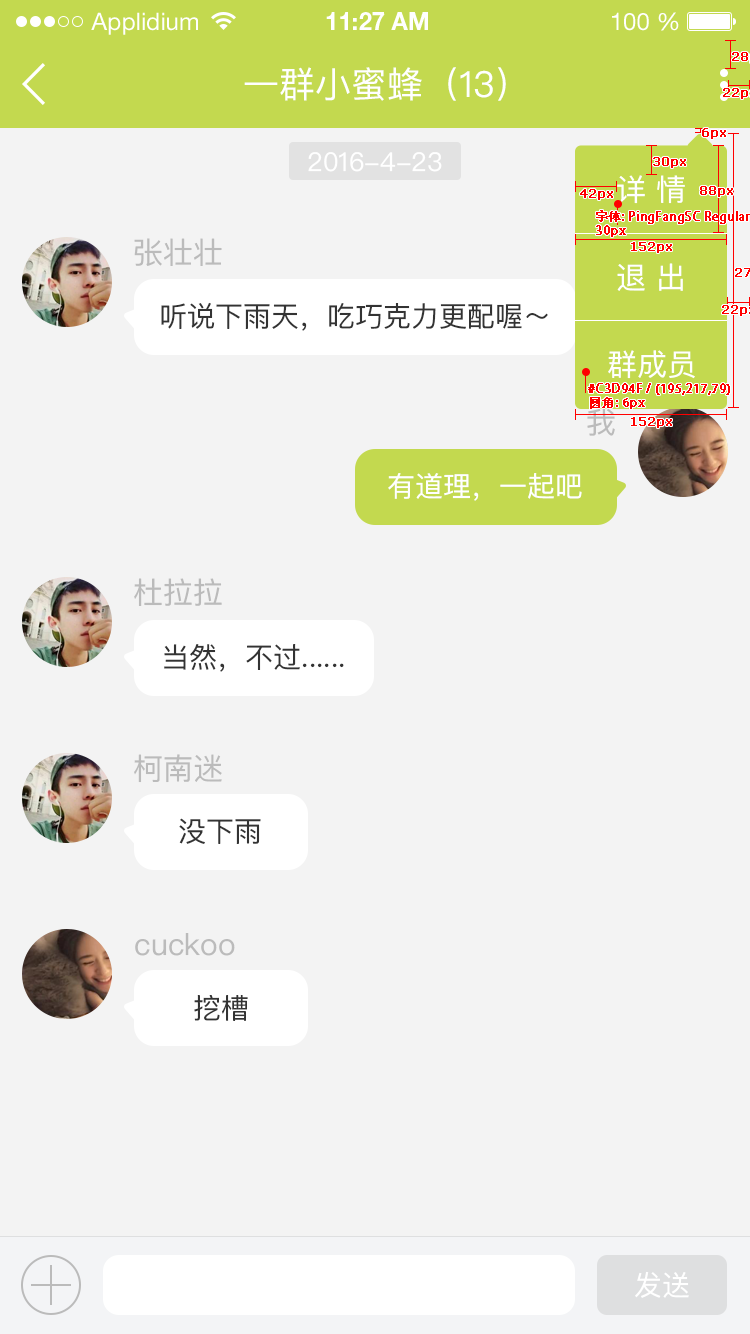 Applidium 11:27 AM 100 %
一群小蜜蜂（13）
28
22p
6px
2016-4-23
30px
详 情
42px
88px
字体: PingFangSC Regular
30px
152px
张壮壮
听说下雨天，吃巧克力更配喔～
退 出
27
22px
群成员
#C3D94F / (195,217,79)
圆角: 6px
152px
我
有道理，一起吧
杜拉拉
当然，不过......
柯南迷
没下雨
cuckoo
挖槽
发送